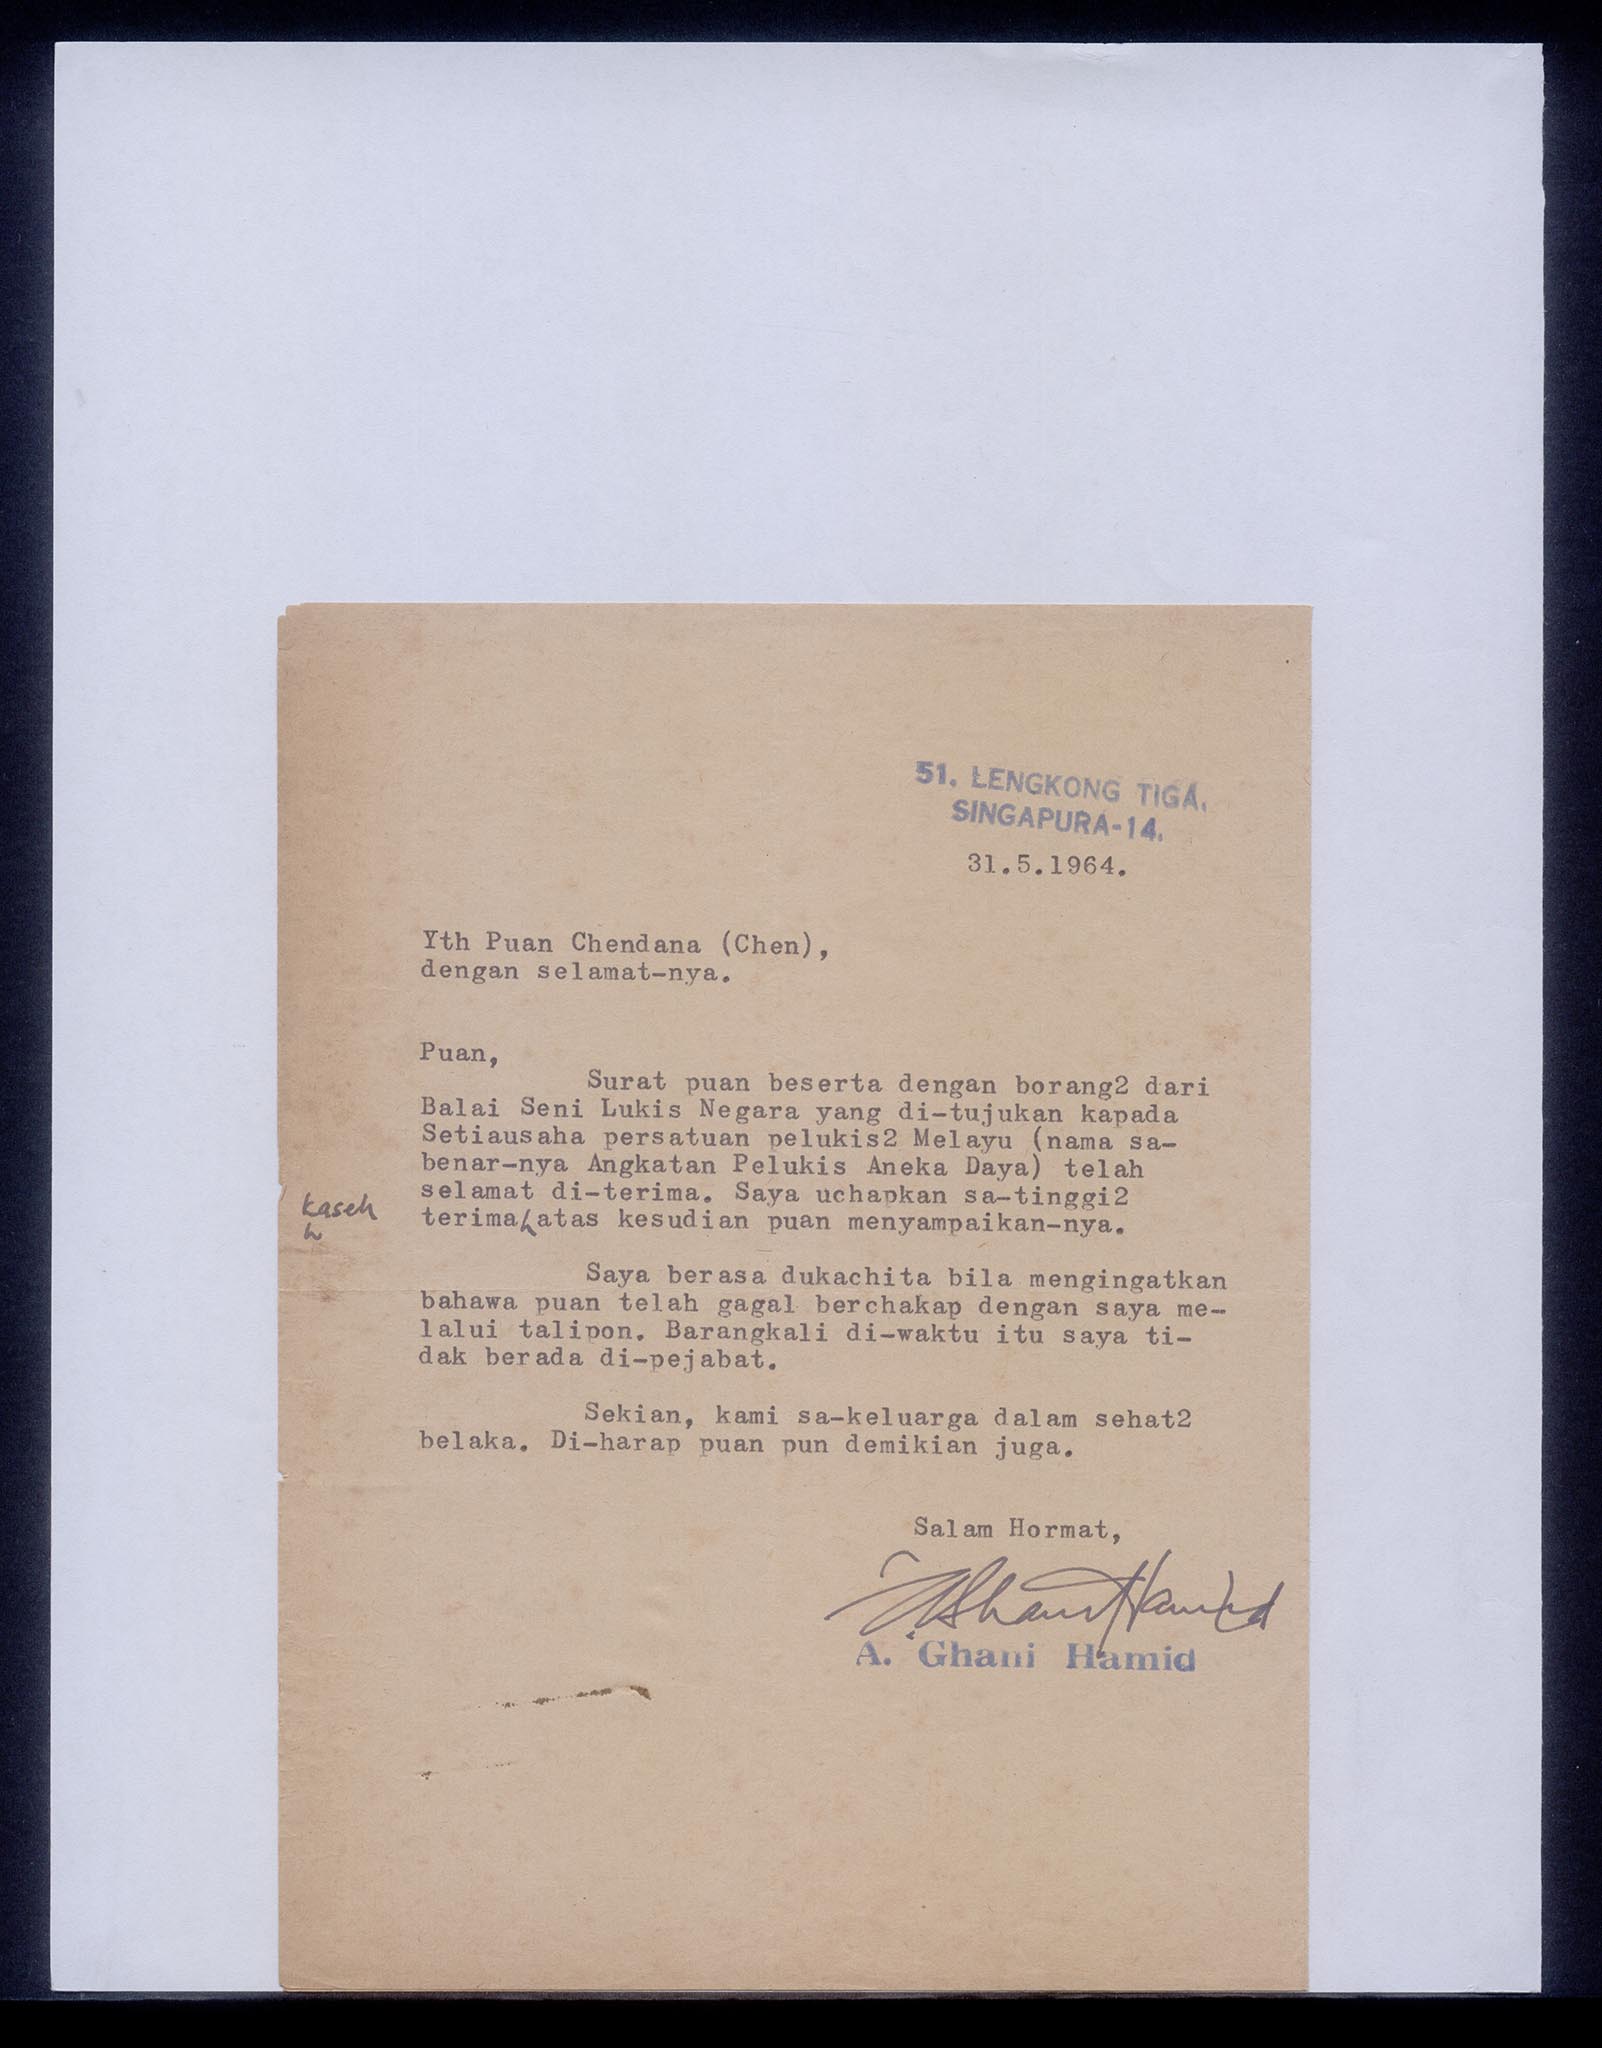 51. LENGKONG TIGA.
SINGAPURA-14.
31.5.1964.
Yth Puan Chendana (Chen),
dengan selamat-nya.
Puan,
Surat puan beserta dengan borang2 dari
Balai Seni Lukis Negara yang di-tujukan kapada
Setiausaha persatuan pelukis2 Melayu (nama sa-
benar-nya Angkatan Pelukis Aneka Daya) telah
selamat di-terima. Saya uchapkan sa-tinggi2
kaseh
terima atas kesudian puan menyampaikan-nya.
Saya berasa dukachita bila mengingatkan
bahawa puan telah gagal berchakap dengan saya me-
lalui talipon. Barangkali di-waktu itu saya ti-
dak berada di-pejabat.
Sekian, kami sa-keluarga dalam sehat2
belaka. Di-harap puan pun demikian juga.
Salam Hormat,
A Ghani Hamid
A. Ghani Hamid